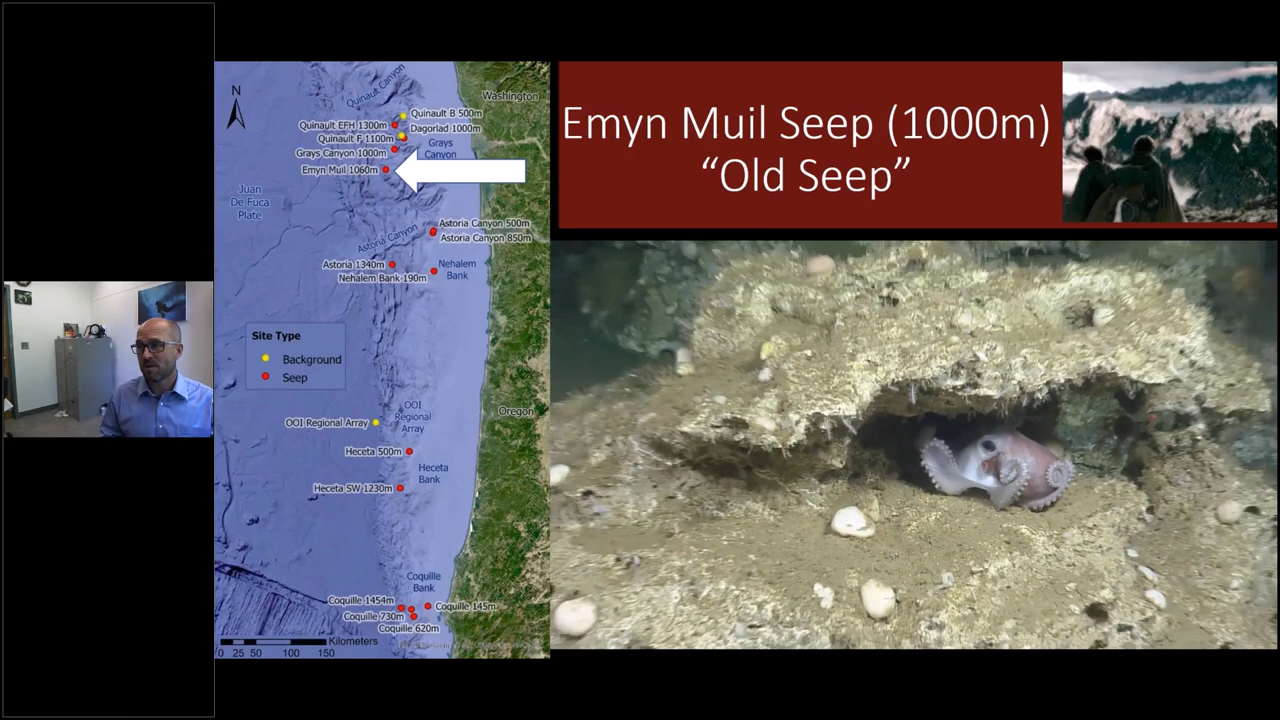 Emyn Muil Seep (1000m)
“Old Seep”
N
Quinault Canyon
Washington
Quinault B 500m
Quinault EFH 1300m
Dagorlad 1000m
Quinault F 1100m
Grays
Canyon
Grays Canyon 1000m
Emyn Muil 1060m
Juan
De Fuca
Plate
Astoria Canyon 500m
Astoria Canyon
Astoria Canyon 850m
Astoria 1340m
Nehalem
Bank
Nehalem Bank 190m
Site Type
Background
Seep
OOI
Regional
Array
Oregon
OOI Regional Array
Heceta 500m
Heceta
Bank
Heceta SW 1230m
Coquille
Bank
Coquille 1454m
Coquille 145m
Coquille 730m
Coquille 620m
Kilometers
0 25 50 100 150